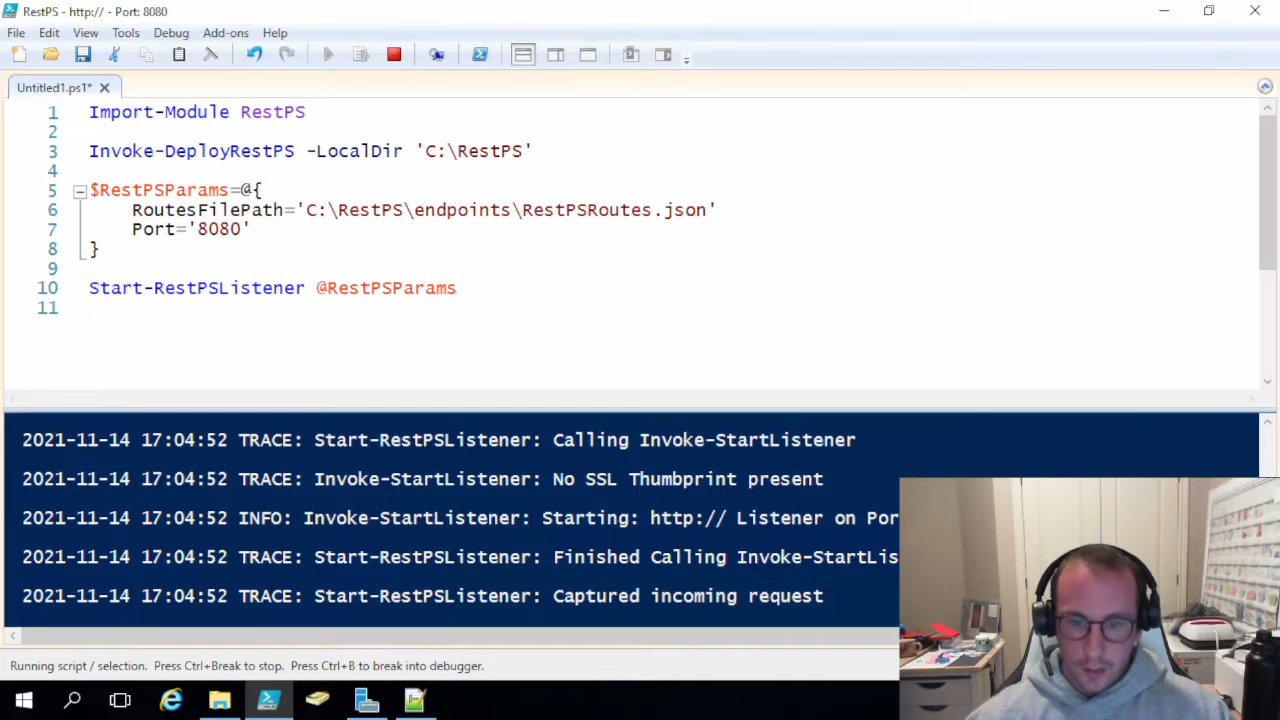 RestPS - http:// - Port: 8080
File Edit View Tools Debug Add-ons Help
Untitled1.ps1*
1 Import-Module RestPS
2
3 Invoke-DeployRestPS -LocalDir 'C:\RestPS'
4
5 $RestPSParams=@{
6 RoutesFilePath='C:\RestPS\endpoints\RestPSRoutes.json'
7 Port='8080'
8 }
9
10 Start-RestPSListener @RestPSParams
11
2021-11-14 17:04:52 TRACE: Start-RestPSListener: Calling Invoke-StartListener
2021-11-14 17:04:52 TRACE: Invoke-StartListener: No SSL Thumbprint present
2021-11-14 17:04:52 INFO: Invoke-StartListener: Starting: http:// Listener on Por
2021-11-14 17:04:52 TRACE: Start-RestPSListener: Finished Calling Invoke-StartLis
2021-11-14 17:04:52 TRACE: Start-RestPSListener: Captured incoming request
Running script / selection. Press Ctrl+Break to stop. Press Ctrl+B to break into debugger.